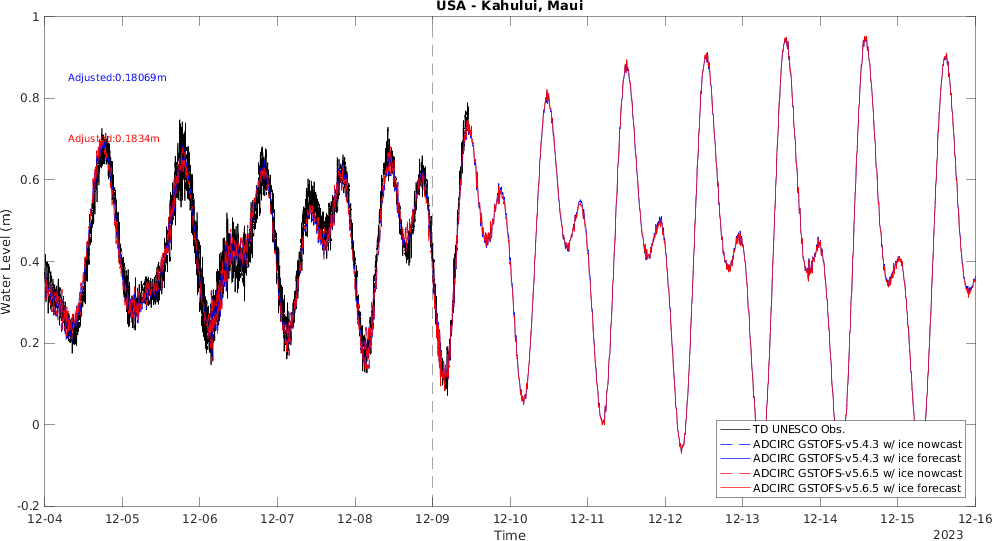 USA - Kahului, Maui
Adjusted:0.18069m
Adjusted:0.1834m
Water Level (m)
1
0.8
0.6
0.4
0.2
0
-0.2
TD UNESCO Obs.
ADCIRC GSTOFS-v5.4.3 w/ ice nowcast
ADCIRC GSTOFS-v5.4.3 w/ ice forecast
ADCIRC GSTOFS-v5.6.5 w/ ice nowcast
ADCIRC GSTOFS-v5.6.5 w/ ice forecast
12-04 12-05 12-06 12-07 12-08 12-09 12-10 12-11 12-12 12-13 12-14 12-15 12-16
Time
2023